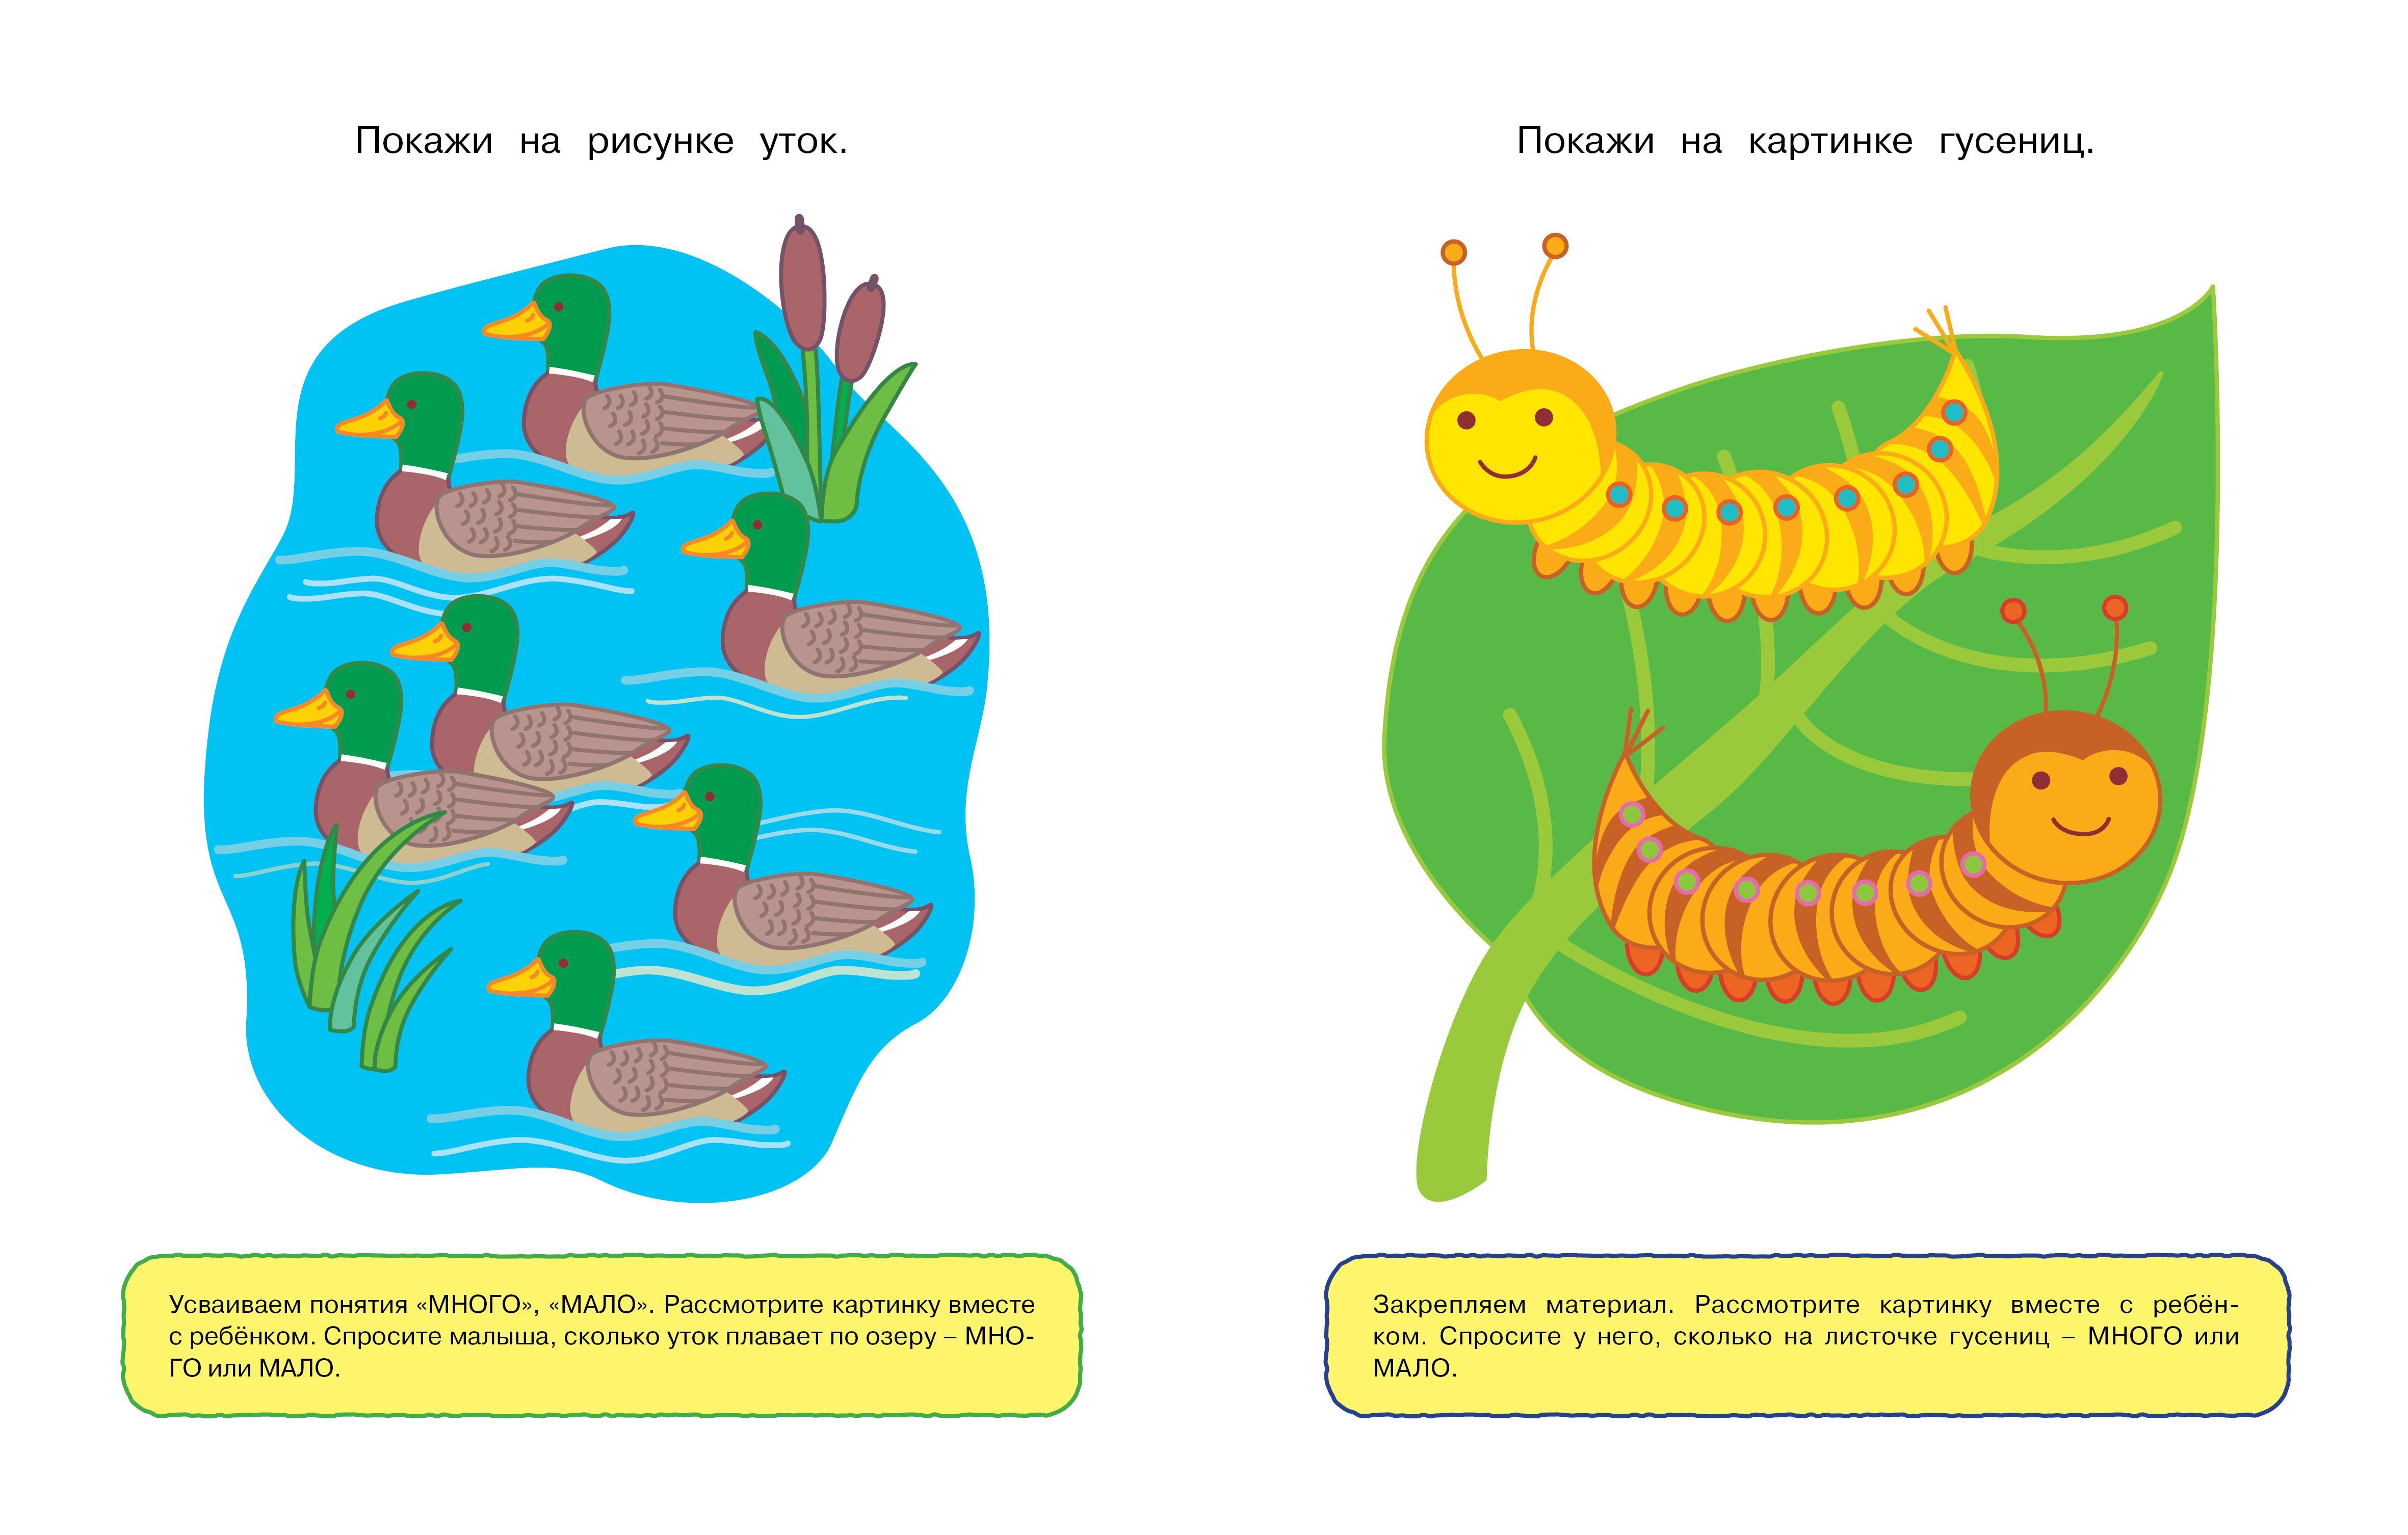 Покажи на рисунке уток.
Усваиваем понятия «МНОГО», «МАЛО». Рассмотрите картинку вместе
с ребёнком. Спросите малыша, сколько уток плавает по озеру – МНО-
ГО или МАЛО.
Покажи на картинке гусениц.
Закрепляем материал. Рассмотрите картинку вместе с ребён-
ком. Спросите у него, сколько на листочке гусениц – МНОГО или
МАЛО.